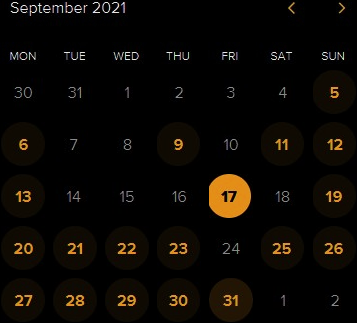 September 2021
MON TUE WED THU FRI SAT SUN
30 31 1 2 3 4 5
6 7 8 9 10 11 12
13 14 15 16 17 18 19
20 21 22 23 24 25 26
27 28 29 30 31 1 2